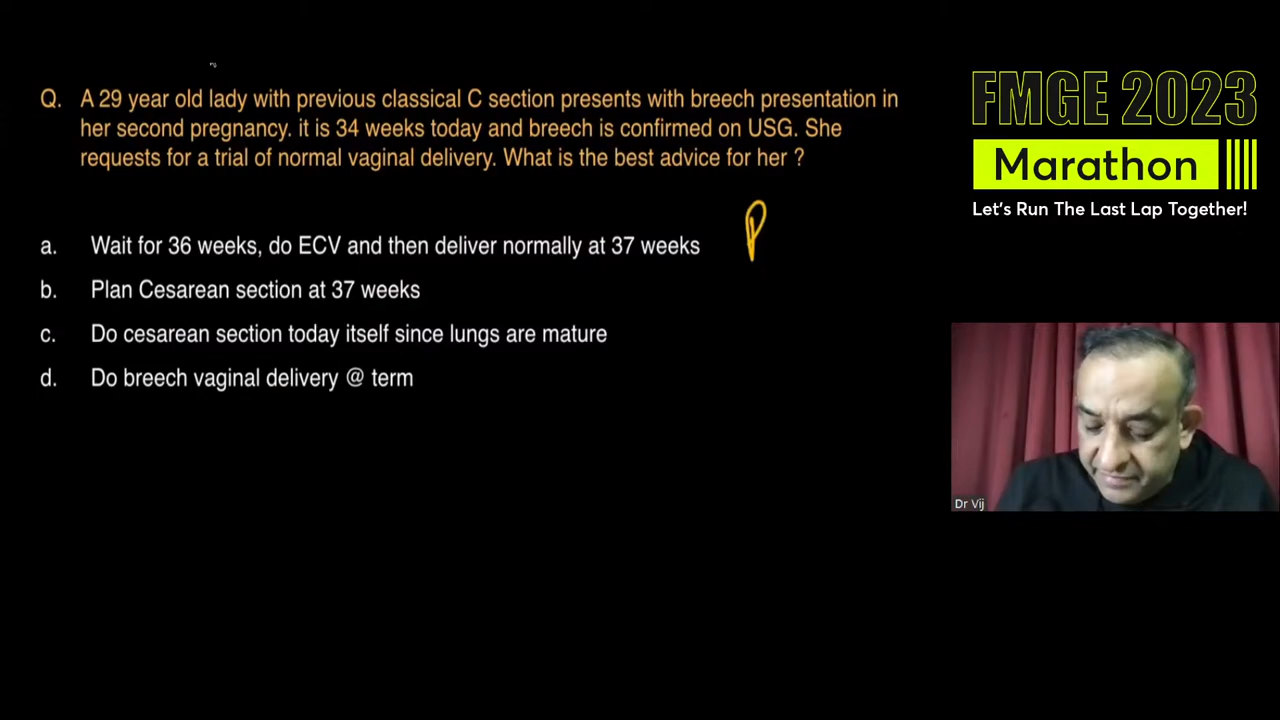 Q. A 29 year old lady with previous classical C section presents with breech presentation in
her second pregnancy. it is 34 weeks today and breech is confirmed on USG. She
requests for a trial of normal vaginal delivery. What is the best advice for her ?
a. Wait for 36 weeks, do ECV and then deliver normally at 37 weeks
b. Plan Cesarean section at 37 weeks
c. Do cesarean section today itself since lungs are mature
d. Do breech vaginal delivery @ term
P
FMGE 2023
Marathon
Let's Run The Last Lap Together!
Dr Vij